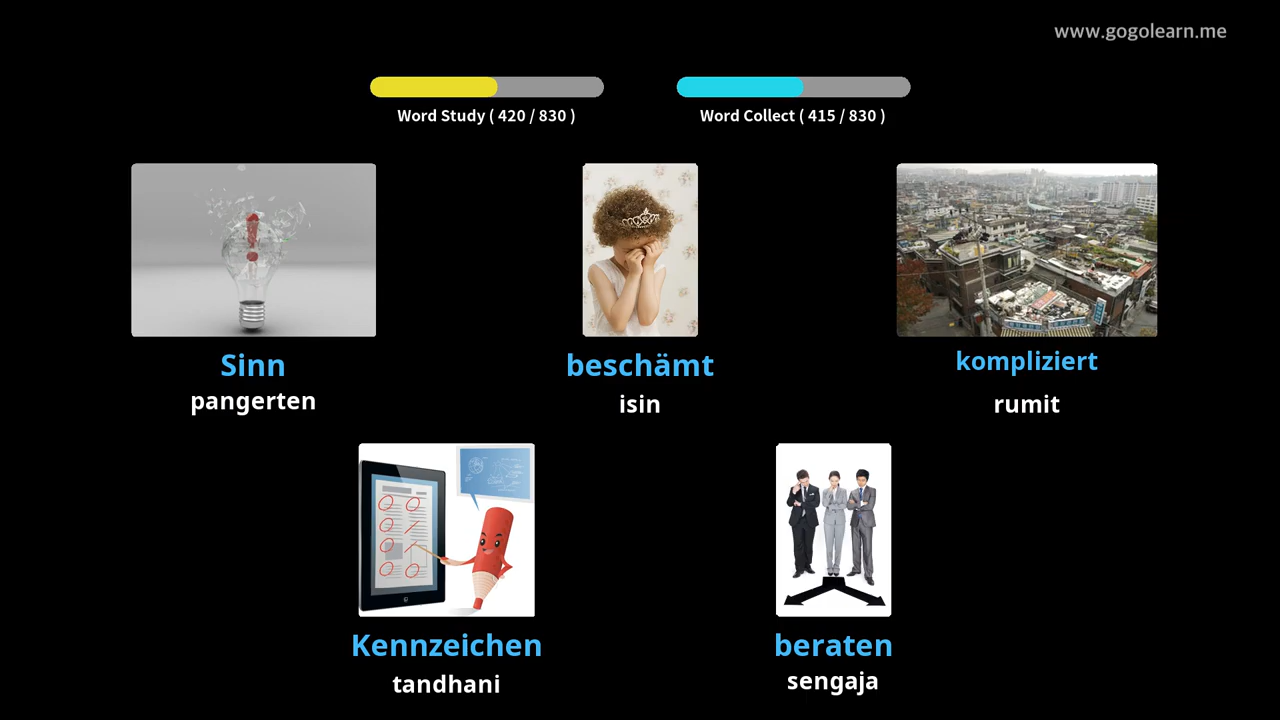 www.gogolearn.me
Word Study ( 420 / 830 )
Word Collect ( 415 / 830 )
Sinn
pangerten
beschämt
isin
kompliziert
rumit
Kennzeichen
tandhani
beraten
sengaja